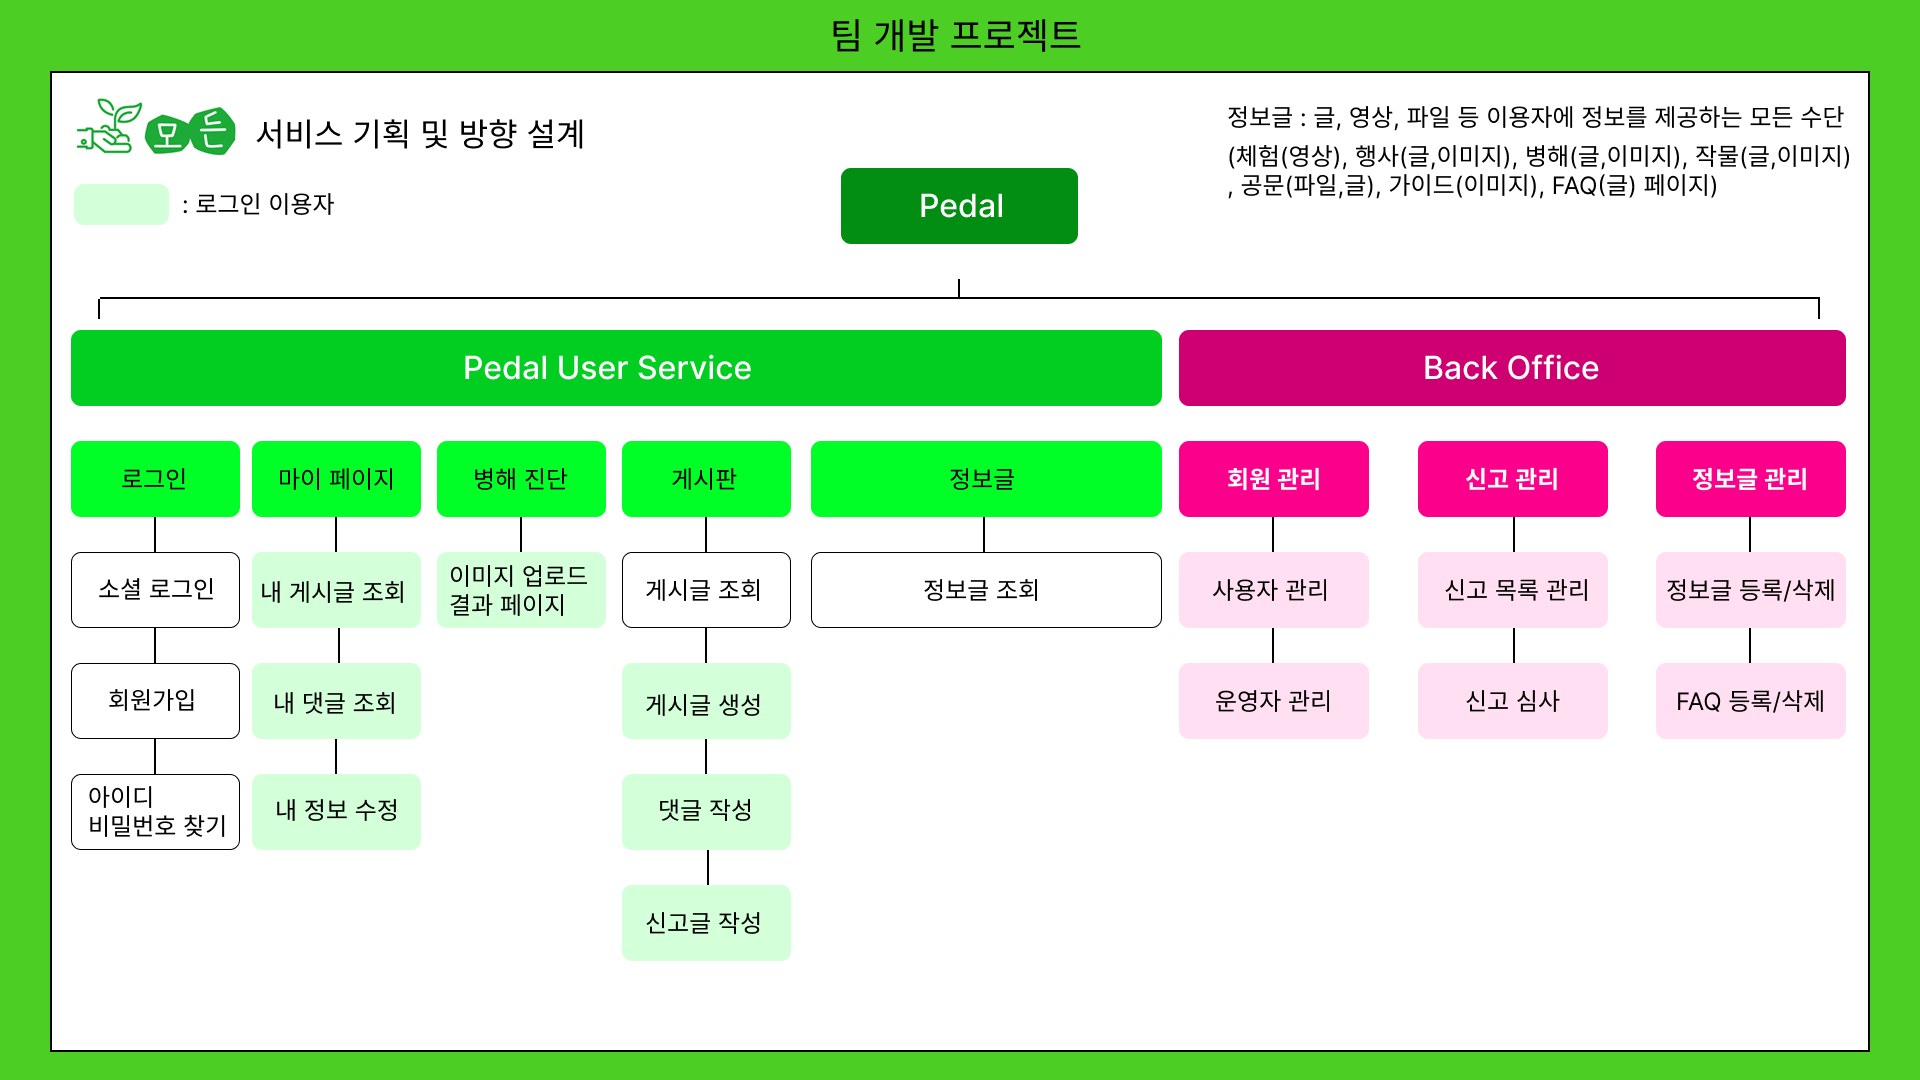 팀 개발 프로젝트
모든
서비스 기획 및 방향 설계
: 로그인 이용자
정보글 : 글, 영상, 파일 등 이용자에 정보를 제공하는 모든 수단
(체험(영상), 행사(글,이미지), 병해(글,이미지), 작물(글,이미지)
, 공문(파일,글), 가이드(이미지), FAQ(글) 페이지)
Pedal
Pedal User Service
Back Office
로그인
마이 페이지
병해 진단
게시판
정보글
회원 관리
신고 관리
정보글 관리
소셜 로그인
내 게시글 조회
이미지 업로드
결과 페이지
게시글 조회
정보글 조회
사용자 관리
신고 목록 관리
정보글 등록/삭제
회원가입
내 댓글 조회
게시글 생성
운영자 관리
신고 심사
FAQ 등록/삭제
아이디
비밀번호 찾기
내 정보 수정
댓글 작성
신고글 작성